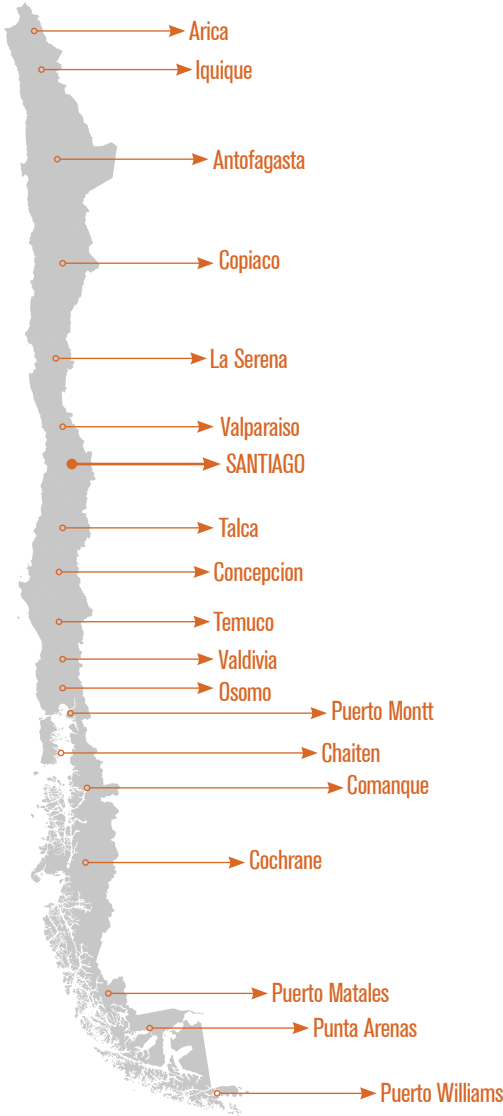 Arica
Iquique
Antofagasta
Copiaco
La Serena
Valparaiso
SANTIAGO
Talca
Concepcion
Temuco
Valdivia
Osomo
Puerto Montt
Chaiten
Comanque
Cochrane
Puerto Matales
Punta Arenas
Puerto Williams